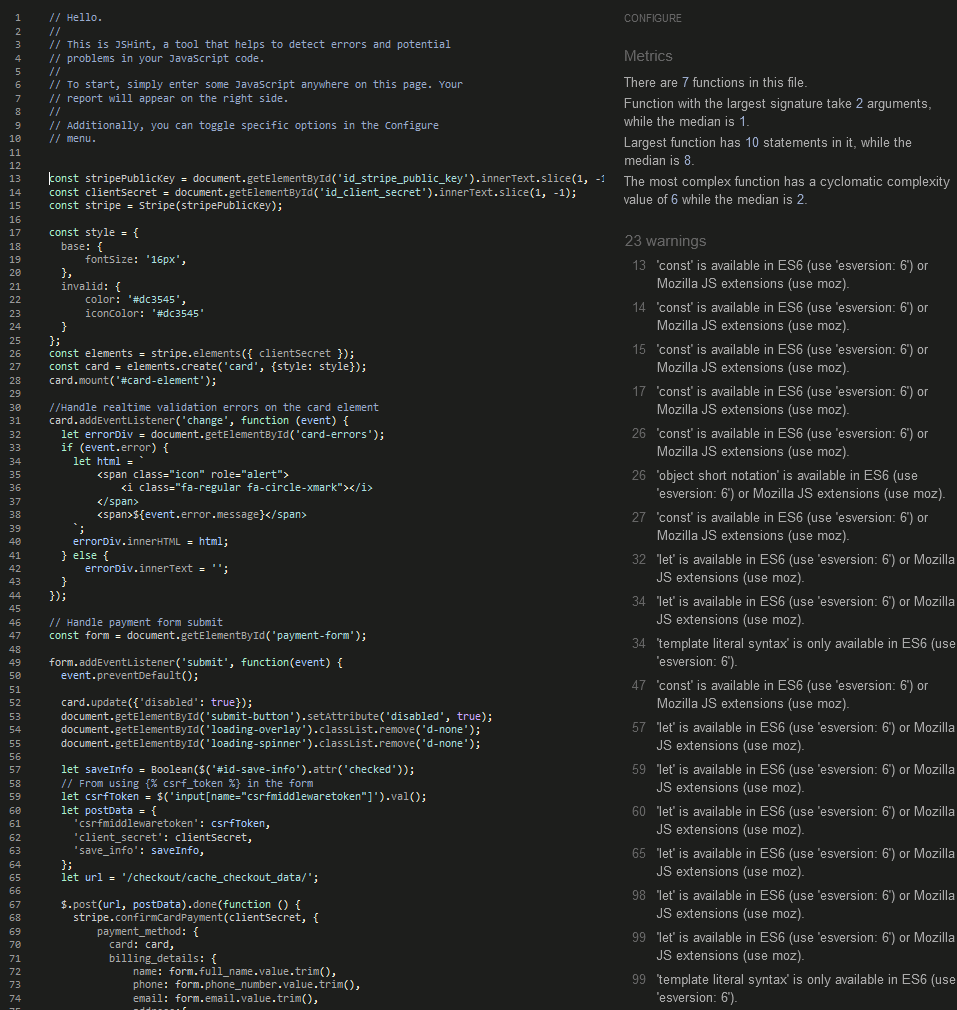 1 // Hello.
2 //
3 // This is JSHint, a tool that helps to detect errors and potential
4 // problems in your JavaScript code.
5 //
6 // To start, simply enter some JavaScript anywhere on this page. Your
7 // report will appear on the right side.
8 //
9 // Additionally, you can toggle specific options in the Configure
10 // menu.
11
12
13 const stripePublicKey = document.getElementById('id_stripe_public_key').innerText.slice(1, -1
14 const clientSecret = document.getElementById('id_client_secret').innerText.slice(1, -1);
15 const stripe = Stripe(stripePublicKey);
16
17 const style = {
18 base: {
19 fontSize: '16px',
20 },
21 invalid: {
22 color: '#dc3545',
23 iconColor: '#dc3545'
24 }
25 };
26 const elements = stripe.elements({ clientSecret });
27 const card = elements.create('card', {style: style});
28 card.mount('#card-element');
29
30 //Handle realtime validation errors on the card element
31 card.addEventListener('change', function (event) {
32 let errorDiv = document.getElementById('card-errors');
33 if (event.error) {
34 let html = `
35 <span class="icon" role="alert">
36 <i class="fa-regular fa-circle-xmark"></i>
37 </span>
38 <span>${event.error.message}</span>
39 `;
40 errorDiv.innerHTML = html;
41 } else {
42 errorDiv.innerText = '';
43 }
44 });
45
46 // Handle payment form submit
47 const form = document.getElementById('payment-form');
48
49 form.addEventListener('submit', function(event) {
50 event.preventDefault();
51
52 card.update({'disabled': true});
53 document.getElementById('submit-button').setAttribute('disabled', true);
54 document.getElementById('loading-overlay').classList.remove('d-none');
55 document.getElementById('loading-spinner').classList.remove('d-none');
56
57 let saveInfo = Boolean($('#id-save-info').attr('checked'));
58 // From using {% csrf_token %} in the form
59 let csrfToken = $('input[name="csrfmiddlewaretoken"]').val();
60 let postData = {
61 'csrfmiddlewaretoken': csrfToken,
62 'client_secret': clientSecret,
63 'save_info': saveInfo,
64 };
65 let url = '/checkout/cache_checkout_data/';
66
67 $.post(url, postData).done(function () {
68 stripe.confirmCardPayment(clientSecret, {
69 payment_method: {
70 card: card,
71 billing_details: {
72 name: form.full_name.value.trim(),
73 phone: form.phone_number.value.trim(),
74 email: form.email.value.trim(),
CONFIGURE
Metrics
There are 7 functions in this file.
Function with the largest signature take 2 arguments,
while the median is 1.
Largest function has 10 statements in it, while the
median is 8.
The most complex function has a cyclomatic complexity
value of 6 while the median is 2.
23 warnings
13 'const' is available in ES6 (use 'esversion: 6') or
Mozilla JS extensions (use moz).
14 'const' is available in ES6 (use 'esversion: 6') or
Mozilla JS extensions (use moz).
15 'const' is available in ES6 (use 'esversion: 6') or
Mozilla JS extensions (use moz).
17 'const' is available in ES6 (use 'esversion: 6') or
Mozilla JS extensions (use moz).
26 'const' is available in ES6 (use 'esversion: 6') or
Mozilla JS extensions (use moz).
26 'object short notation' is available in ES6 (use
'esversion: 6') or Mozilla JS extensions (use moz).
27 'const' is available in ES6 (use 'esversion: 6') or
Mozilla JS extensions (use moz).
32 'let' is available in ES6 (use 'esversion: 6') or Mozilla
JS extensions (use moz).
34 'let' is available in ES6 (use 'esversion: 6') or Mozilla
JS extensions (use moz).
34 'template literal syntax' is only available in ES6 (use
'esversion: 6').
47 'const' is available in ES6 (use 'esversion: 6') or
Mozilla JS extensions (use moz).
57 'let' is available in ES6 (use 'esversion: 6') or Mozilla
JS extensions (use moz).
59 'let' is available in ES6 (use 'esversion: 6') or Mozilla
JS extensions (use moz).
60 'let' is available in ES6 (use 'esversion: 6') or Mozilla
JS extensions (use moz).
65 'let' is available in ES6 (use 'esversion: 6') or Mozilla
JS extensions (use moz).
98 'let' is available in ES6 (use 'esversion: 6') or Mozilla
JS extensions (use moz).
99 'let' is available in ES6 (use 'esversion: 6') or Mozilla
JS extensions (use moz).
99 'template literal syntax' is only available in ES6 (use
'esversion: 6').